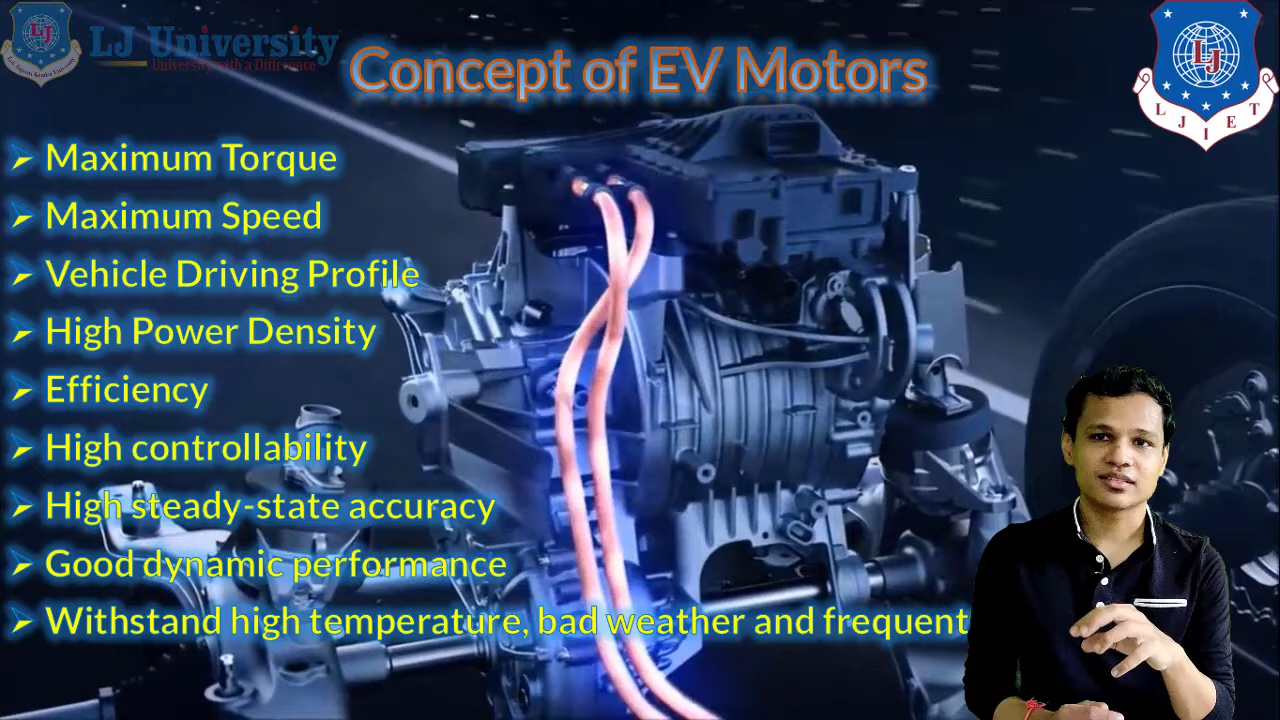 LJ University
University with a Difference
Concept of EV Motors
LJ
L J I E T
Maximum Torque
Maximum Speed
Vehicle Driving Profile
High Power Density
Efficiency
High controllability
High steady-state accuracy
Good dynamic performance
Withstand high temperature, bad weather and frequent